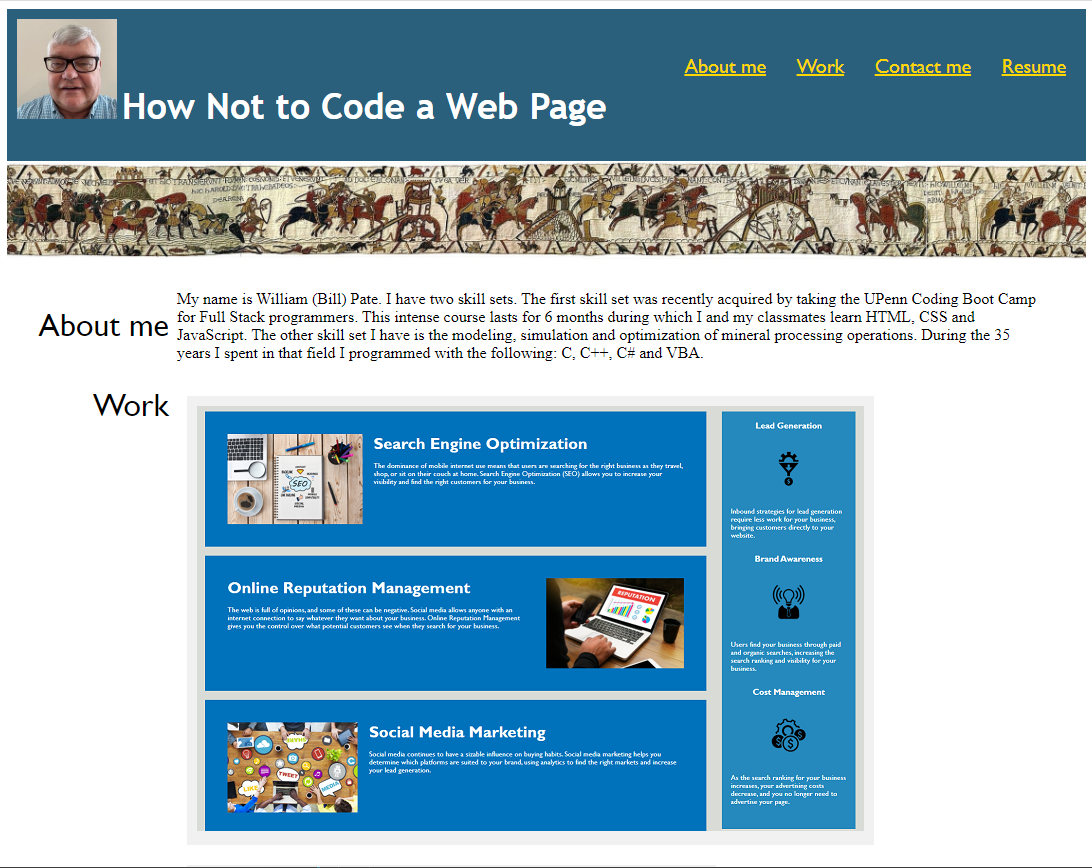 About me Work Contact me Resume
How Not to Code a Web Page
My name is William (Bill) Pate. I have two skill sets. The first skill set was recently acquired by taking the UPenn Coding Boot Camp
for Full Stack programmers. This intense course lasts for 6 months during which I and my classmates learn HTML, CSS and
About me
JavaScript. The other skill set I have is the modeling, simulation and optimization of mineral processing operations. During the 35
years I spent in that field I programmed with the following: C, C++, C# and VBA.
Work
Search Engine Optimization
The dominance of mobile internet use means that users are searching for the right business as they travel,
shop, or sit on their couch at home. Search Engine Optimization (SEO) allows you to increase your
visibility and find the right customers for your business.
SEO
Online Reputation Management
The web is full of opinions, and some of these can be negative. Social media allows anyone with an
internet connection to say whatever they want about your business. Online Reputation Management
gives you the control over what potential customers see when they search for your business.
REPUTATION
Social Media Marketing
Social media continues to have a sizable influence on buying habits. Social media marketing helps you
determine which platforms are suited to your brand, using analytics to find the right markets and increase
your lead generation.
TWEET
LIKE
MEDIA
Lead Generation
Inbound strategies for lead generation
require less work for your business,
bringing customers directly to your
website.
Brand Awareness
Users find your business through paid
and organic searches, increasing the
search ranking and visibility for your
business.
Cost Management
As the search ranking for your business
increases, your advertising costs
decrease, and you no longer need to
advertise your page.